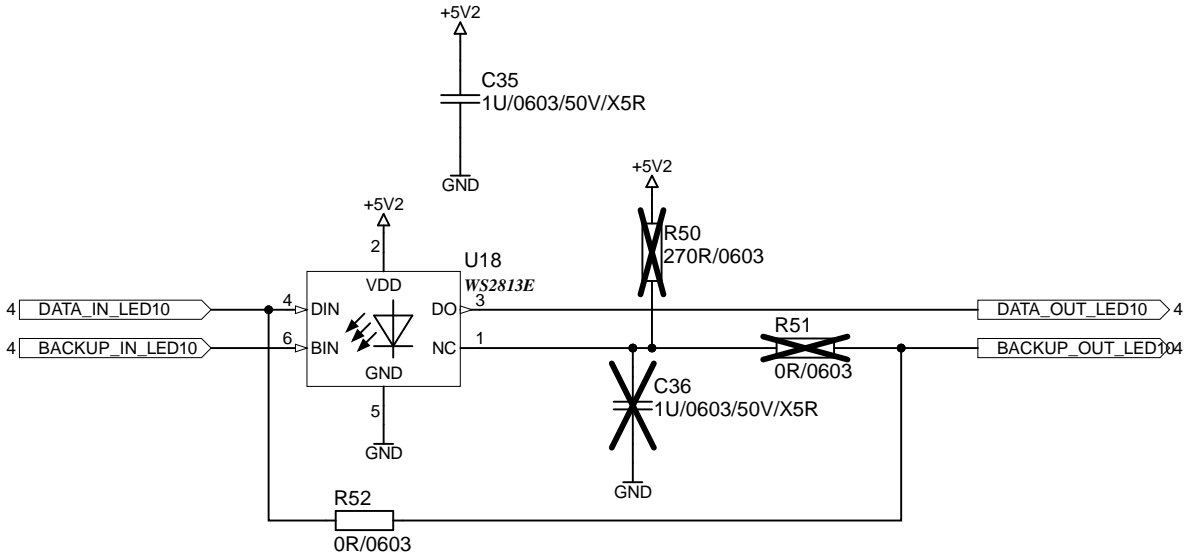 +5V2
C35
1U/0603/50V/X5R
GND
+5V2
R50
270R/0603
+5V2
2
U18
WS2813E
VDD
4 DATA_IN_LED10
4 DIN
DO 3
DATA_OUT_LED10 4
4 BACKUP_IN_LED10
6 BIN
NC 1
R51
0R/0603
BACKUP_OUT_LED10 4
GND
5
GND
C36
1U/0603/50V/X5R
GND
R52
0R/0603